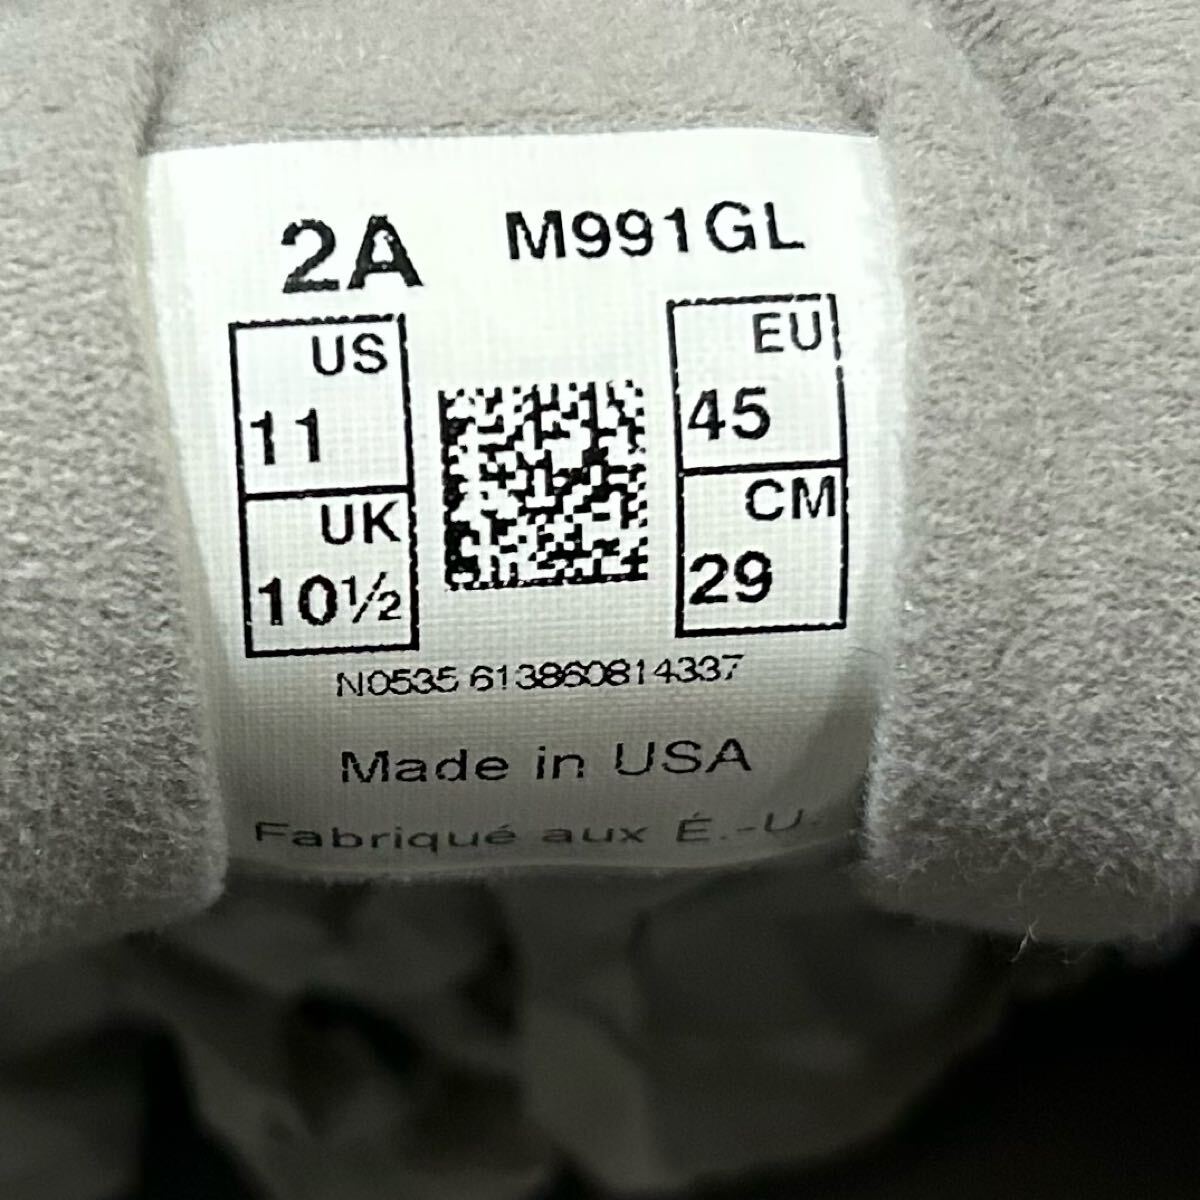 2A M991GL
US
11
UK
10½
EU
45
CM
29
N0535 613860814337
Made in USA
Fabriqué aux É.-U.